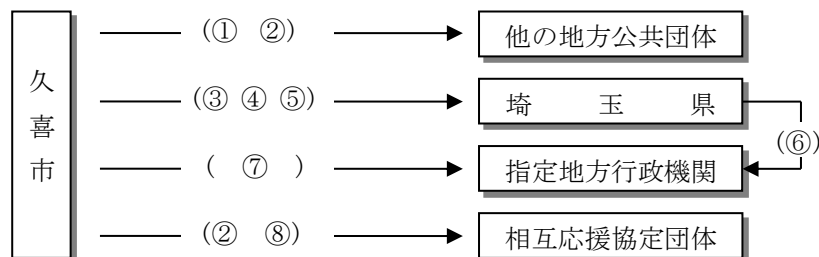 久喜市
(① ②)
他の地方公共団体
(③ ④ ⑤)
埼玉県
(⑥)
( ⑦ )
指定地方行政機関
(② ⑧)
相互応援協定団体